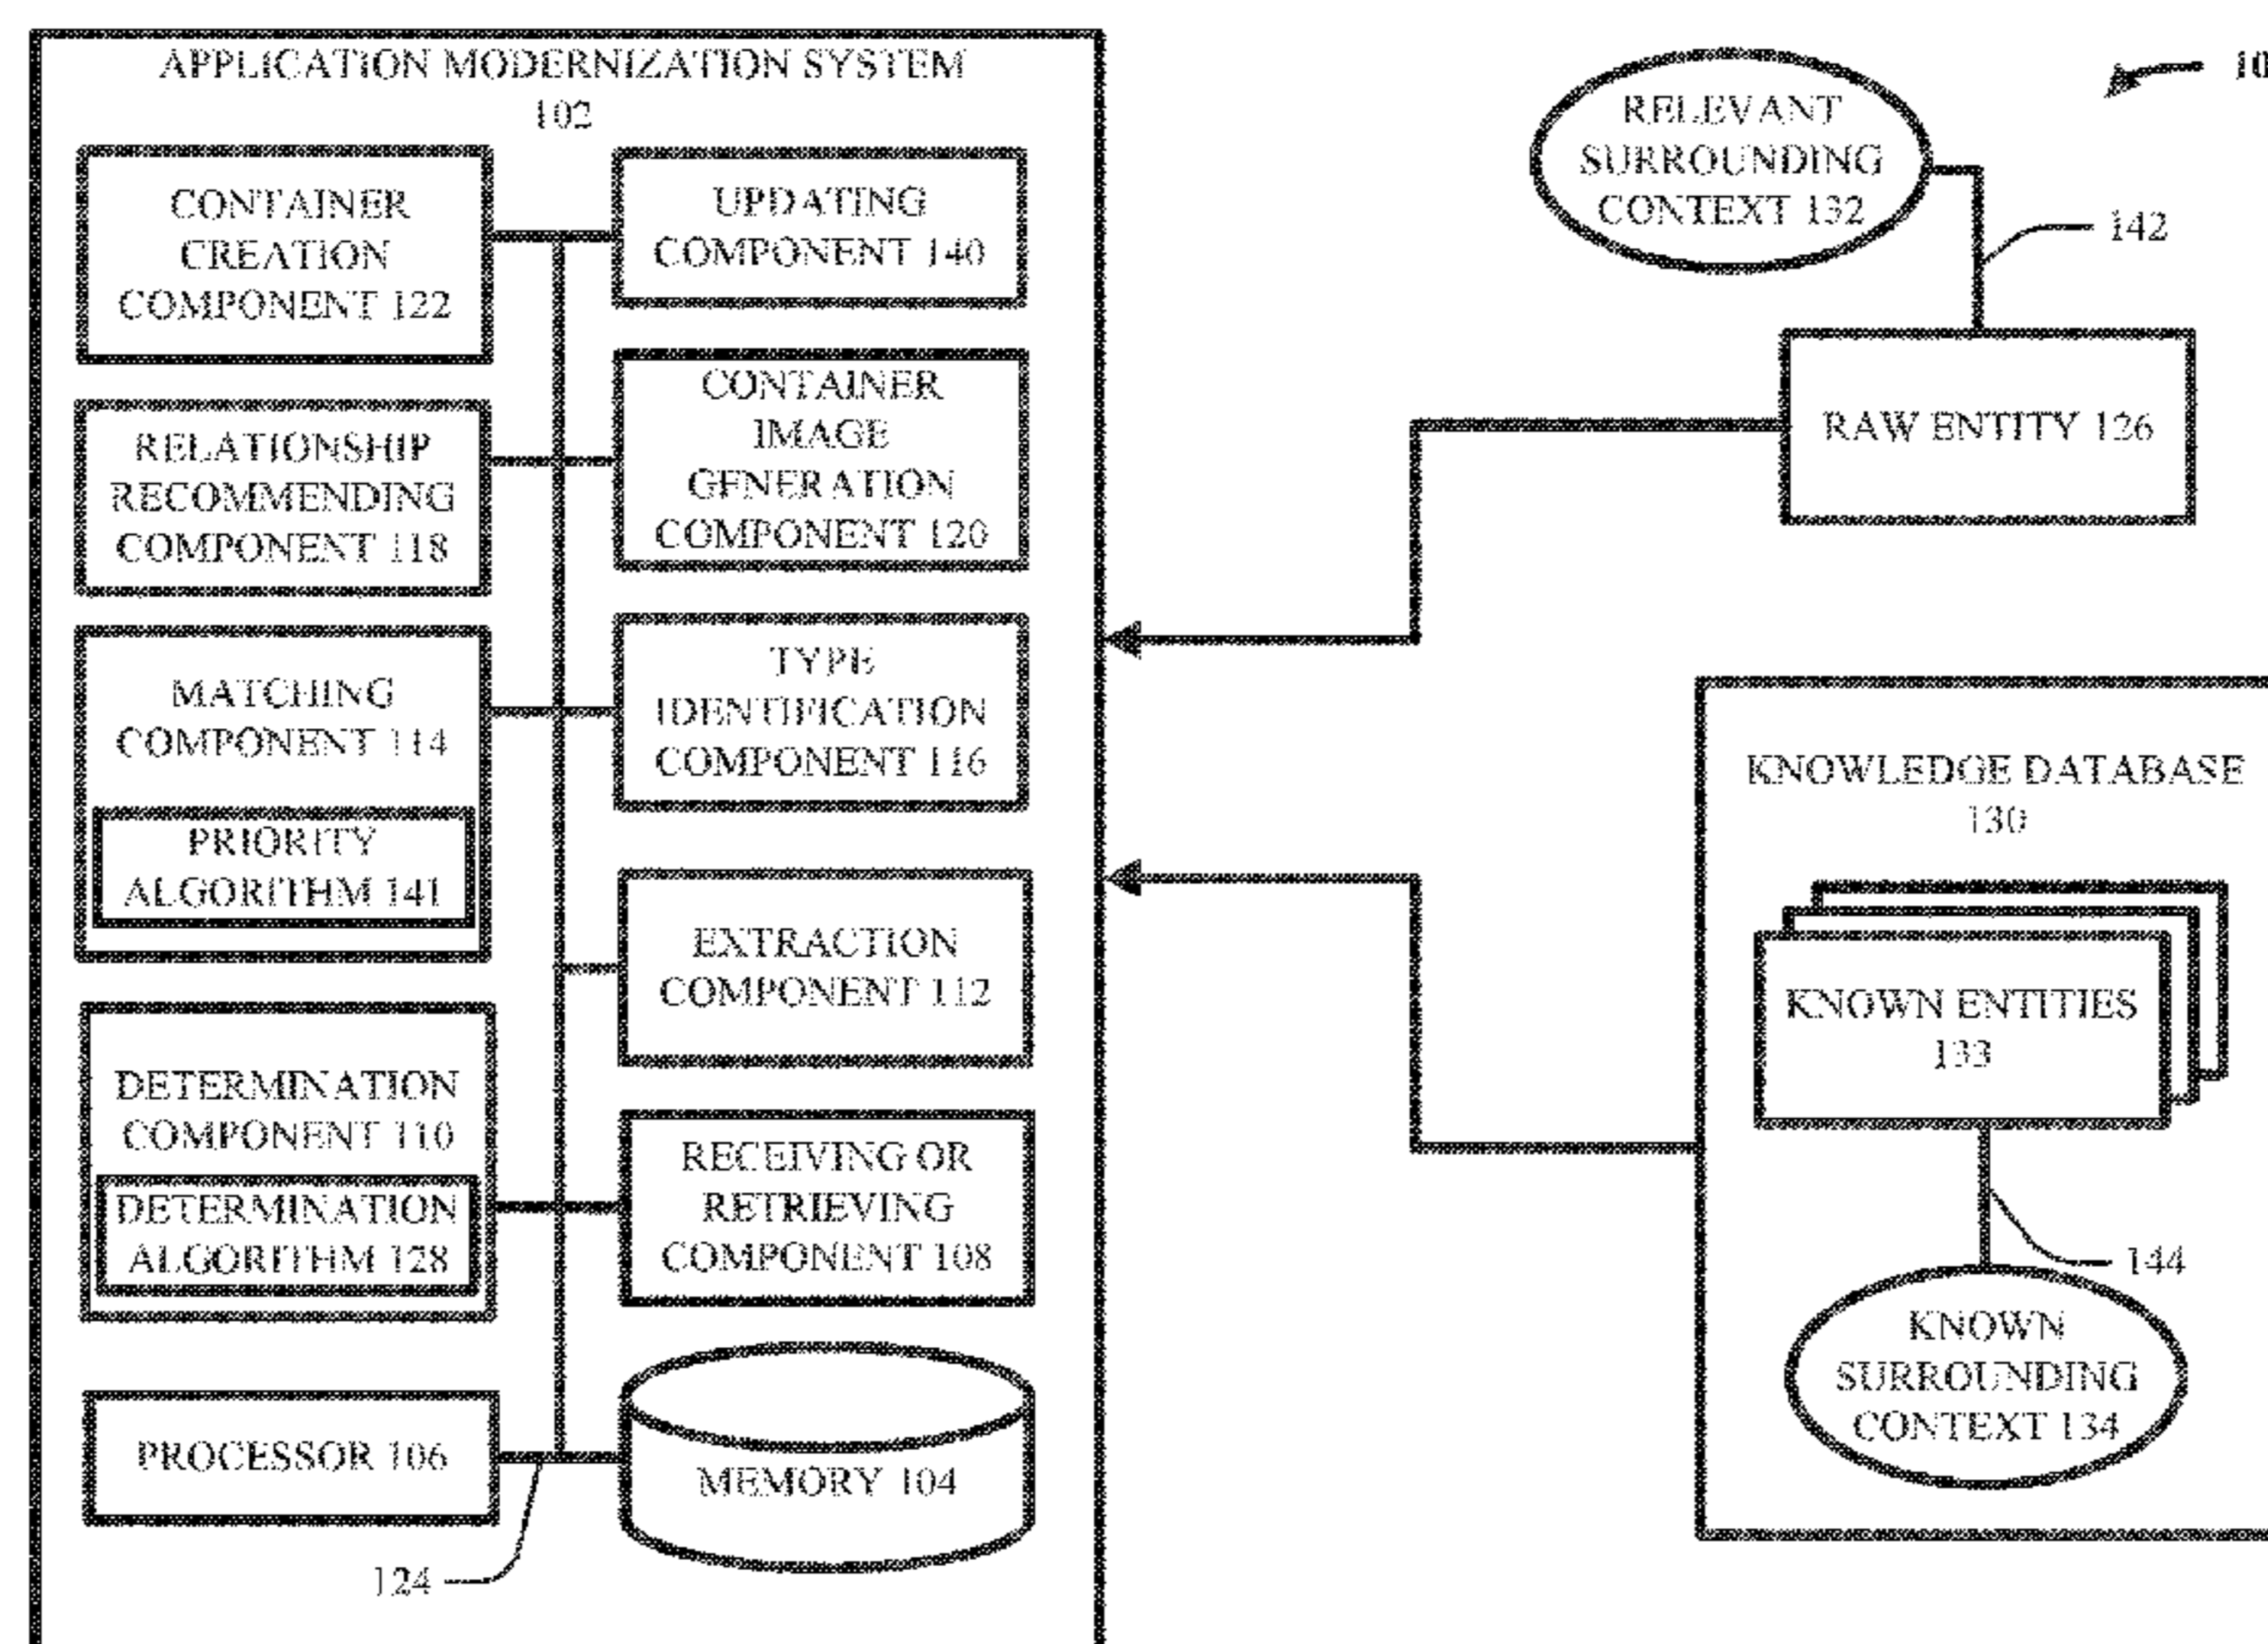 APPLICATION MODERNIZATION SYSTEM
102
CONTAINER
CREATION
COMPONENT 122
UPDATING
COMPONENT 140
RELATIONSHIP
RECOMMENDING
COMPONENT 118
CONTAINER
IMAGE
GENERATION
COMPONENT 120
MATCHING
COMPONENT 114
PRIORITY
ALGORITHM 141
TYPE
IDENTIFICATION
COMPONENT 116
EXTRACTION
COMPONENT 112
DETERMINATION
COMPONENT 110
DETERMINATION
ALGORITHM 128
RECEIVING OR
RETRIEVING
COMPONENT 108
PROCESSOR 106
MEMORY 104
124
RELEVANT
SURROUNDING
CONTEXT 132
142
RAW ENTITY 126
KNOWLEDGE DATABASE
130
KNOWN ENTITIES
133
144
KNOWN
SURROUNDING
CONTEXT 134